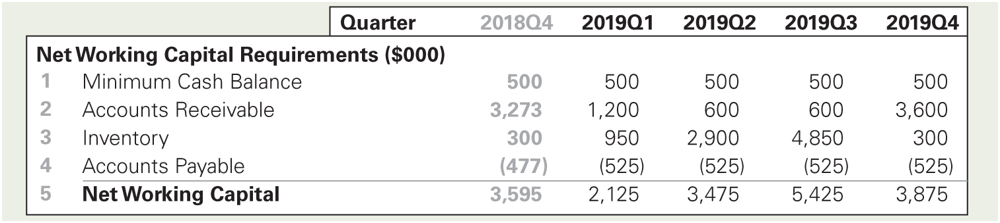 Quarter 2018Q4 2019Q1 2019Q2 2019Q3 2019Q4
Net Working Capital Requirements ($000)
1 Minimum Cash Balance 500 500 500 500 500
2 Accounts Receivable 3,273 1,200 600 600 3,600
3 Inventory 300 950 2,900 4,850 300
4 Accounts Payable (477) (525) (525) (525) (525)
5 Net Working Capital 3,595 2,125 3,475 5,425 3,875